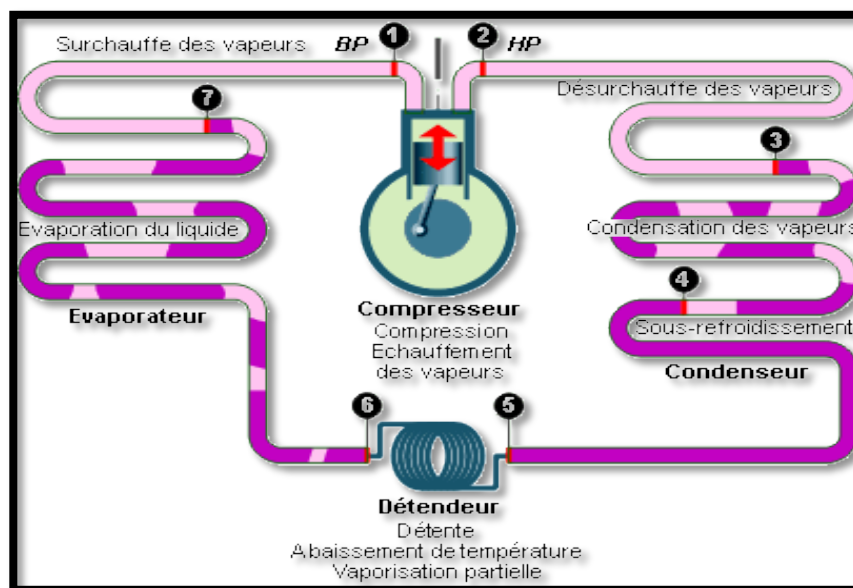 Surchauffe des vapeurs
BP
1
2
HP
Désurchauffe des vapeurs
7
3
Evaporation du liquide
Condensation des vapeurs
4
Evaporateur
Compresseur
Compression
Echauffement
des vapeurs
Sous-refroidissement
Condenseur
6
5
Détendeur
Détente
Abaissement de température
Vaporisation partielle